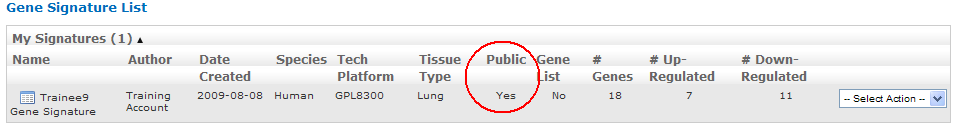 Gene Signature List
My Signatures (1) ▲
Name Author Date Created Species Tech Platform Tissue Type Public Gene List # Genes # Up-Regulated # Down-Regulated
Trainee9 Gene Signature Training Account 2009-08-08 Human GPL8300 Lung Yes No 18 7 11 -- Select Action --